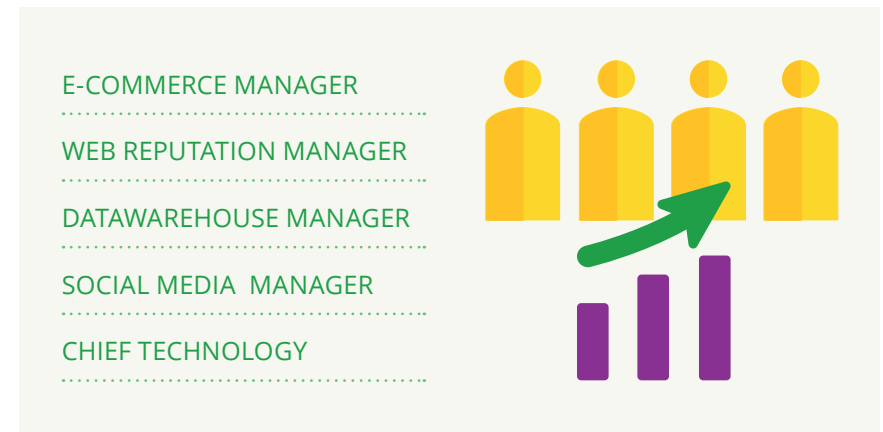 E-COMMERCE MANAGER
WEB REPUTATION MANAGER
DATAWAREHOUSE MANAGER
SOCIAL MEDIA  MANAGER
CHIEF TECHNOLOGY